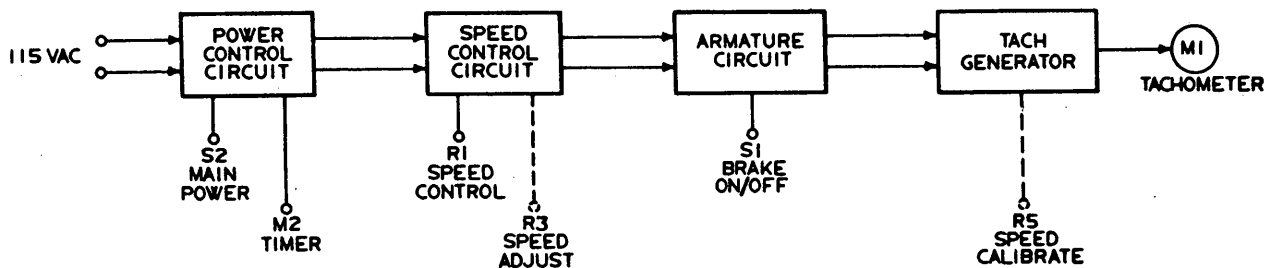 115 VAC
POWER
CONTROL
CIRCUIT
SPEED
CONTROL
CIRCUIT
ARMATURE
CIRCUIT
TACH
GENERATOR
M1
TACHOMETER
S2
MAIN
POWER
M2
TIMER
R1
SPEED
CONTROL
R3
SPEED
ADJUST
S1
BRAKE
ON/OFF
R5
SPEED
CALIBRATE